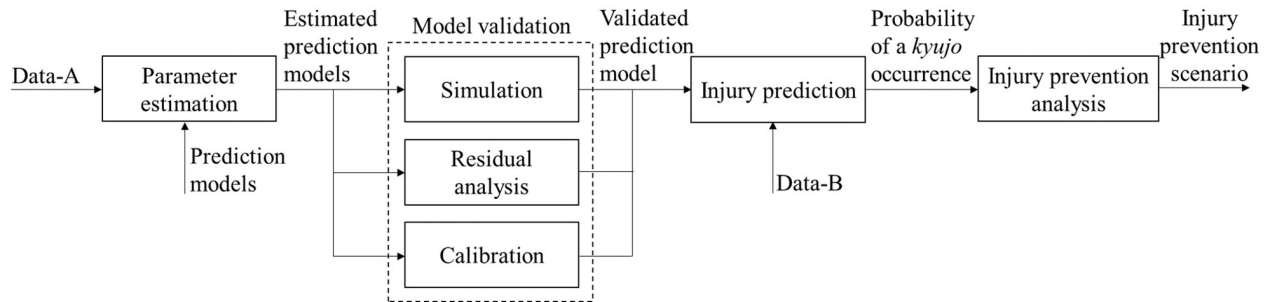 Data-A
Parameter
estimation
Prediction
models
Estimated
prediction
models
Model validation
Simulation
Residual
analysis
Calibration
Validated
prediction
model
Injury prediction
Data-B
Probability
of a kyujo
occurrence
Injury prevention
analysis
Injury
prevention
scenario